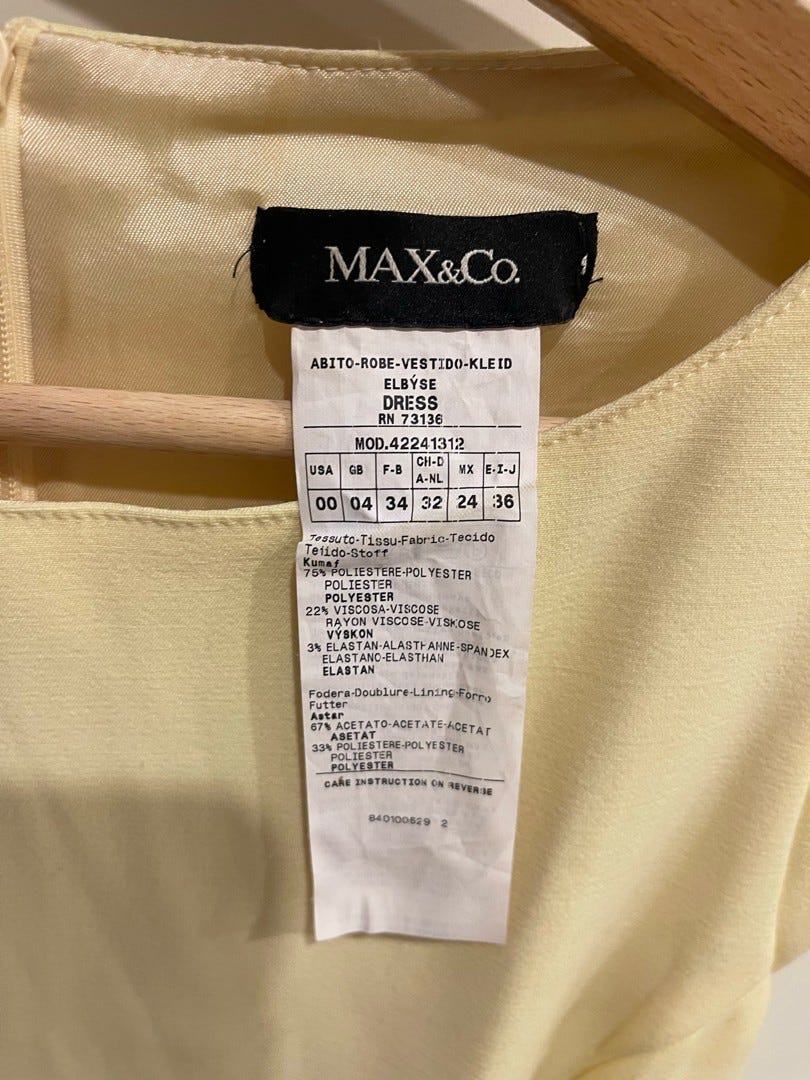 MAX&Co.
ABITO-ROBE-VESTIDO-KLEID
ELBÝSE
DRESS
RN 73136
MOD.42241312
USA GB F-B CH-D A-NL MX E-I-J
00 04 34 32 24 36
Tessuto-Tissu-Fabric-Tecido
Tejido-Stoff
Kumaf
75% POLIESTERE-POLYESTER
POLIESTER
POLYESTER
22% VISCOSA-VISCOSE
RAYON VISCOSE-VISKOSE
VÝSKON
3% ELASTAN-ALASTHANNE-SPANDEX
ELASTANO-ELASTHAN
ELASTAN
Fodera-Doublure-Lining-Forro
Futter
Astar
67% ACETATO-ACETATE-ACETAT
ASETAT
33% POLIESTERE-POLYESTER
POLIESTER
POLYESTER
CARE INSTRUCTION ON REVERSE
840100629 2